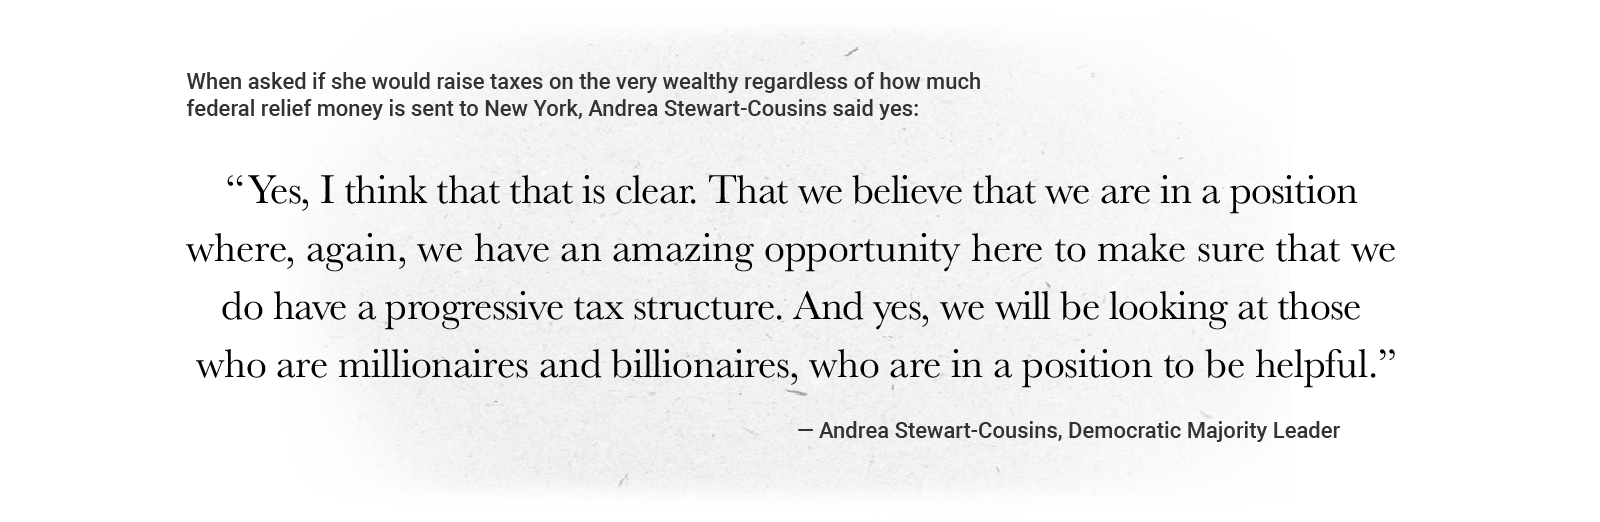 When asked if she would raise taxes on the very wealthy regardless of how much
federal relief money is sent to New York, Andrea Stewart-Cousins said yes:
“Yes, I think that that is clear. That we believe that we are in a position
where, again, we have an amazing opportunity here to make sure that we
do have a progressive tax structure. And yes, we will be looking at those
who are millionaires and billionaires, who are in a position to be helpful.”
— Andrea Stewart-Cousins, Democratic Majority Leader